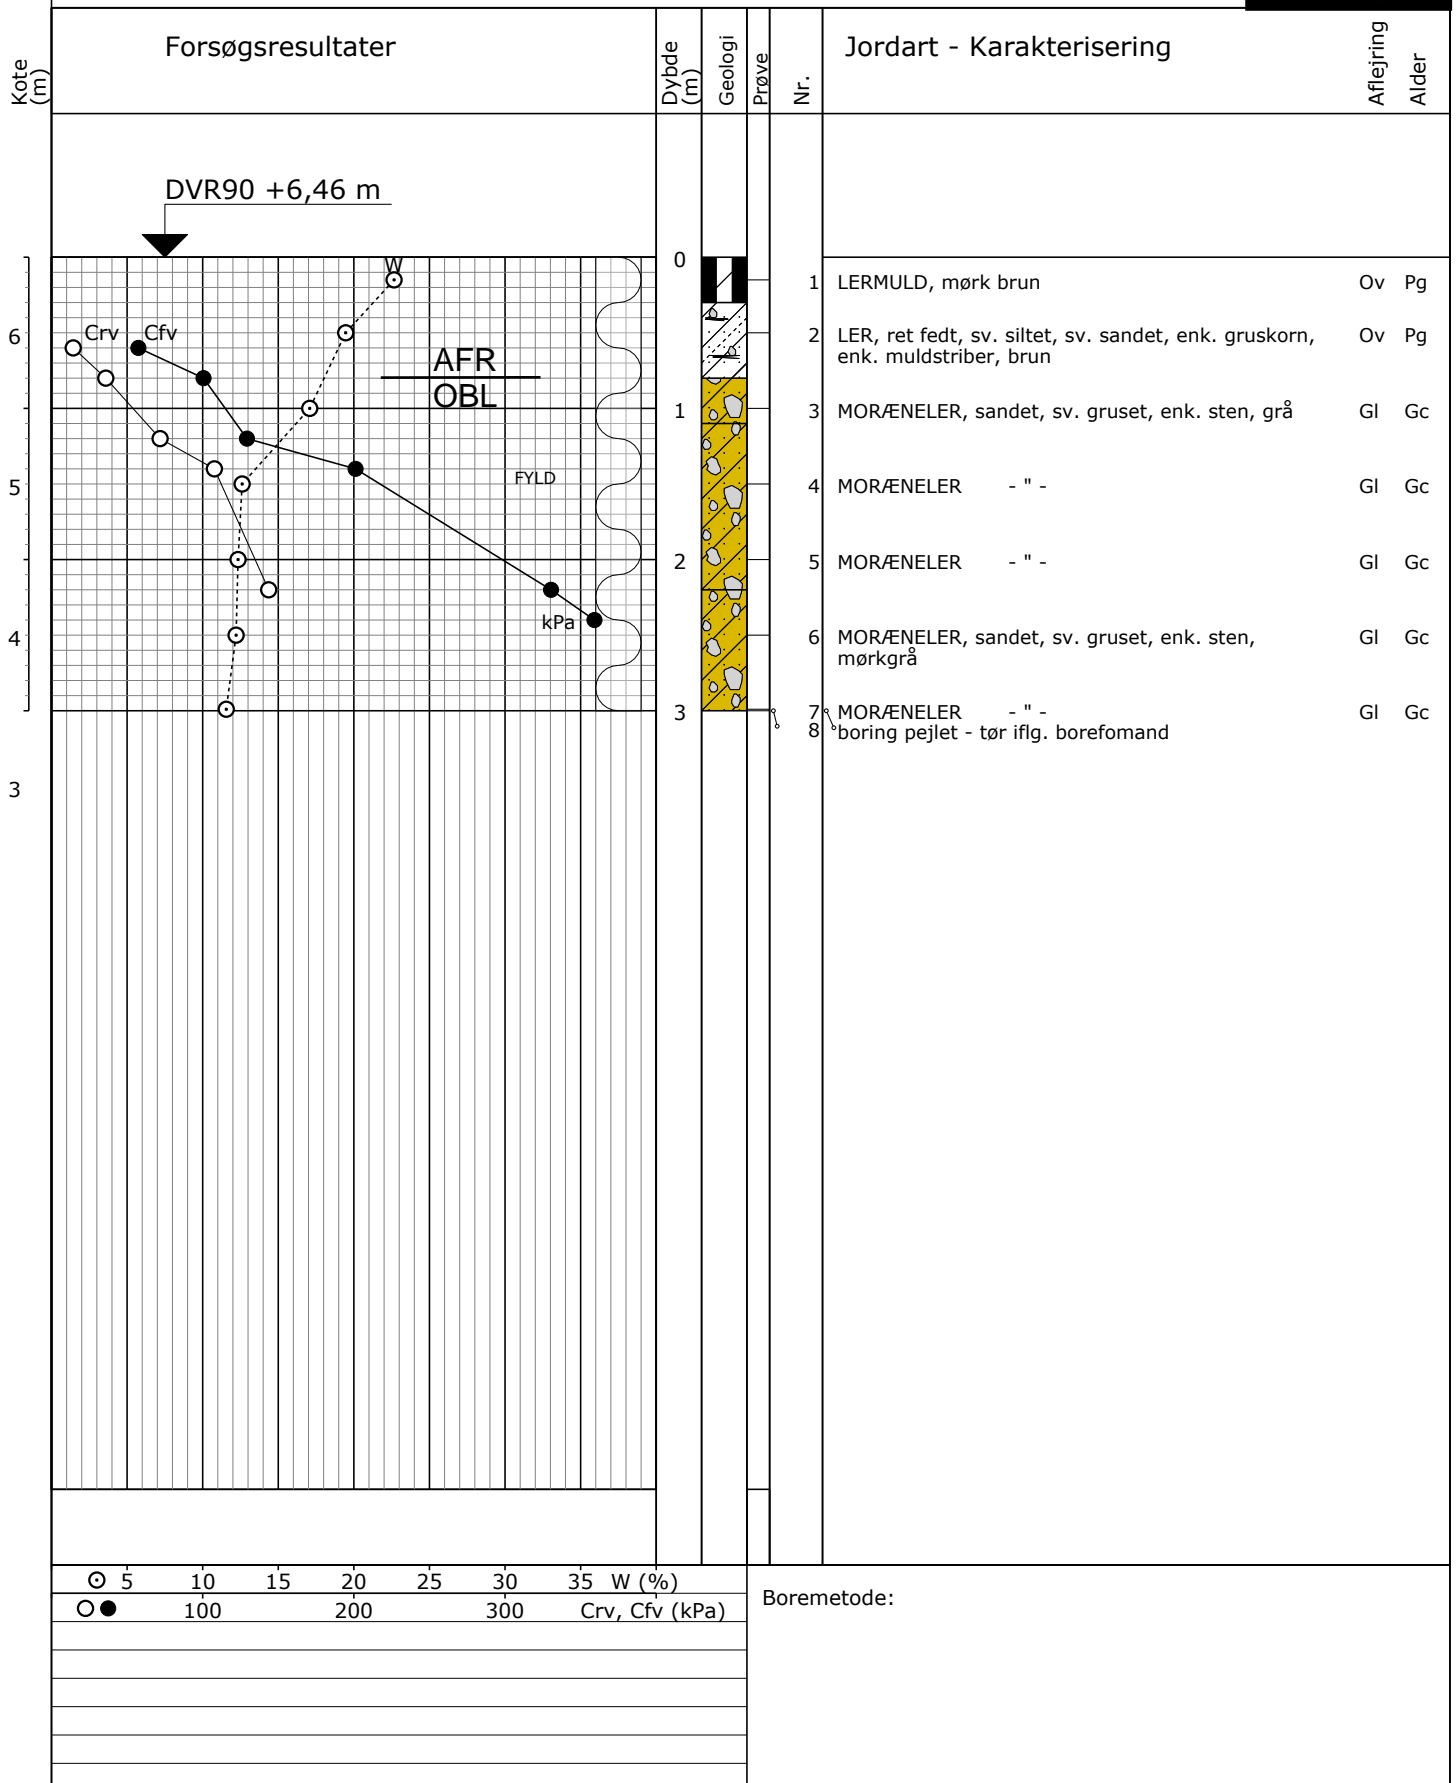 Kote (m)
Forsøgsresultater
Dybde (m)
Geologi
Prøve
Nr.
Jordart - Karakterisering
Aflejring
Alder
DVR90 +6,46 m
W
0
1 LERMULD, mørk brun Ov Pg
6
Crv Cfv
2 LER, ret fedt, sv. siltet, sv. sandet, enk. gruskorn, Ov Pg
enk. muldstriber, brun
AFR
OBL
1
3 MORÆNELER, sandet, sv. gruset, enk. sten, grå Gl Gc
5
FYLD
4 MORÆNELER - " - Gl Gc
2
5 MORÆNELER - " - Gl Gc
kPa
4
6 MORÆNELER, sandet, sv. gruset, enk. sten, Gl Gc
mørkgrå
3
7 MORÆNELER - " - Gl Gc
8 boring pejlet - tør iflg. borefomand
3
5 10 15 20 25 30 35 W (%)
100 200 300 Crv, Cfv (kPa)
Boremetode: